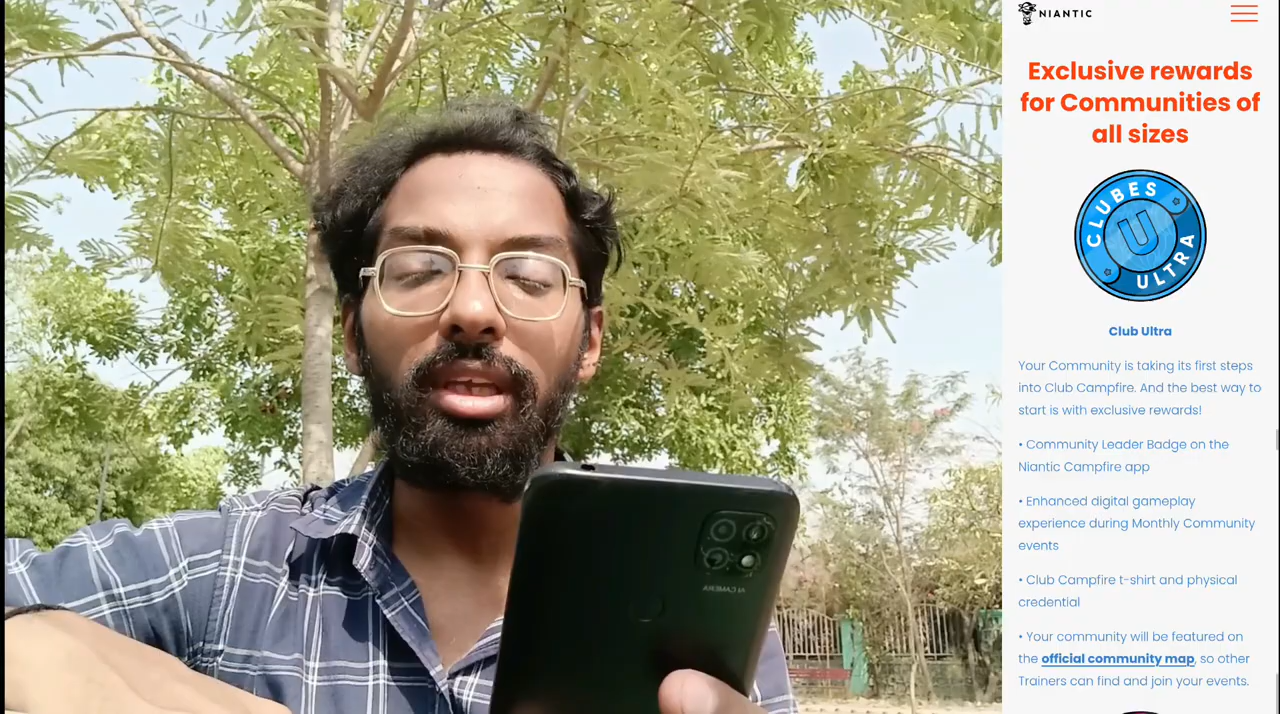 NIANTIC
Exclusive rewards
for Communities of
all sizes
CLUBES
U
ULTRA
Club Ultra
Your Community is taking its first steps
into Club Campfire. And the best way to
start is with exclusive rewards!
• Community Leader Badge on the
Niantic Campfire app
• Enhanced digital gameplay
experience during Monthly Community
events
• Club Campfire t-shirt and physical
credential
• Your community will be featured on
the official community map, so other
Trainers can find and join your events.
AI CAMERA